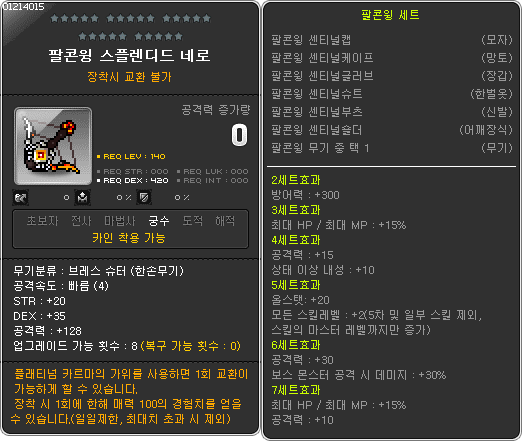 01214015
팔콘윙 스플렌디드 네로
장착시 교환 불가
공격력 증가량
0
REQ LEV : 140
REQ STR : 000 REQ LUK : 000
REQ DEX : 420 REQ INT : 000
0 0 % 0 %
초보자 전사 마법사 궁수 도적 해적
카인 착용 가능
무기분류 : 브레스 슈터 (한손무기)
공격속도 : 빠름 (4)
STR : +20
DEX : +35
공격력 : +128
업그레이드 가능 횟수 : 8 (복구 가능 횟수 : 0)
플래티넘 카르마의 가위를 사용하면 1회 교환이
가능하게 할 수 있습니다.
장착 시 1회에 한해 매력 100의 경험치를 얻을
수 있습니다.(일일제한, 최대치 초과 시 제외)
팔콘윙 세트
팔콘윙 센티널캡 (모자)
팔콘윙 센티널케이프 (망토)
팔콘윙 센티널글러브 (장갑)
팔콘윙 센티널슈트 (한벌옷)
팔콘윙 센티널부츠 (신발)
팔콘윙 센티널숄더 (어깨장식)
팔콘윙 무기 중 택 1 (무기)
2세트효과
방어력 : +300
3세트효과
최대 HP / 최대 MP : +15%
4세트효과
공격력 : +15
상태 이상 내성 : +10
5세트효과
올스탯: +20
모든 스킬레벨 : +2(5차 및 일부 스킬 제외,
스킬의 마스터 레벨까지만 증가)
6세트효과
공격력 : +30
보스 몬스터 공격 시 데미지 : +30%
7세트효과
최대 HP / 최대 MP : +15%
공격력 : +10